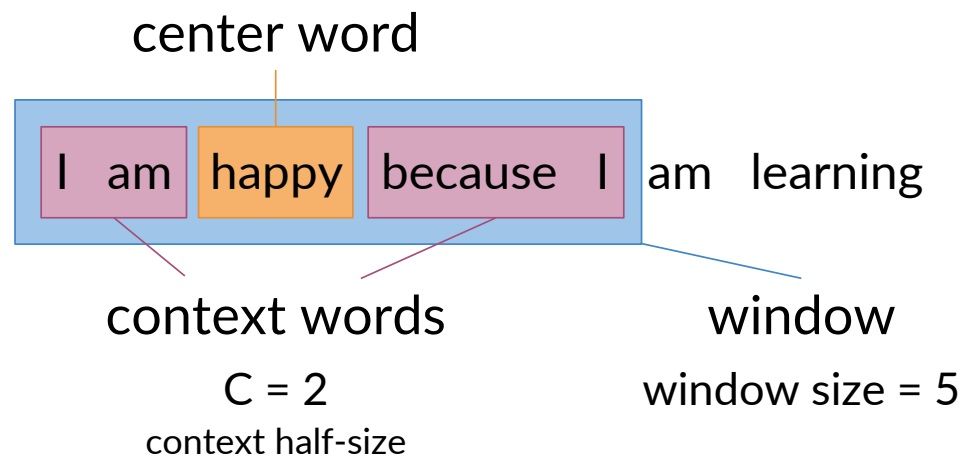 center word
I am happy because I am learning
context words
window
C = 2
window size = 5
context half-size